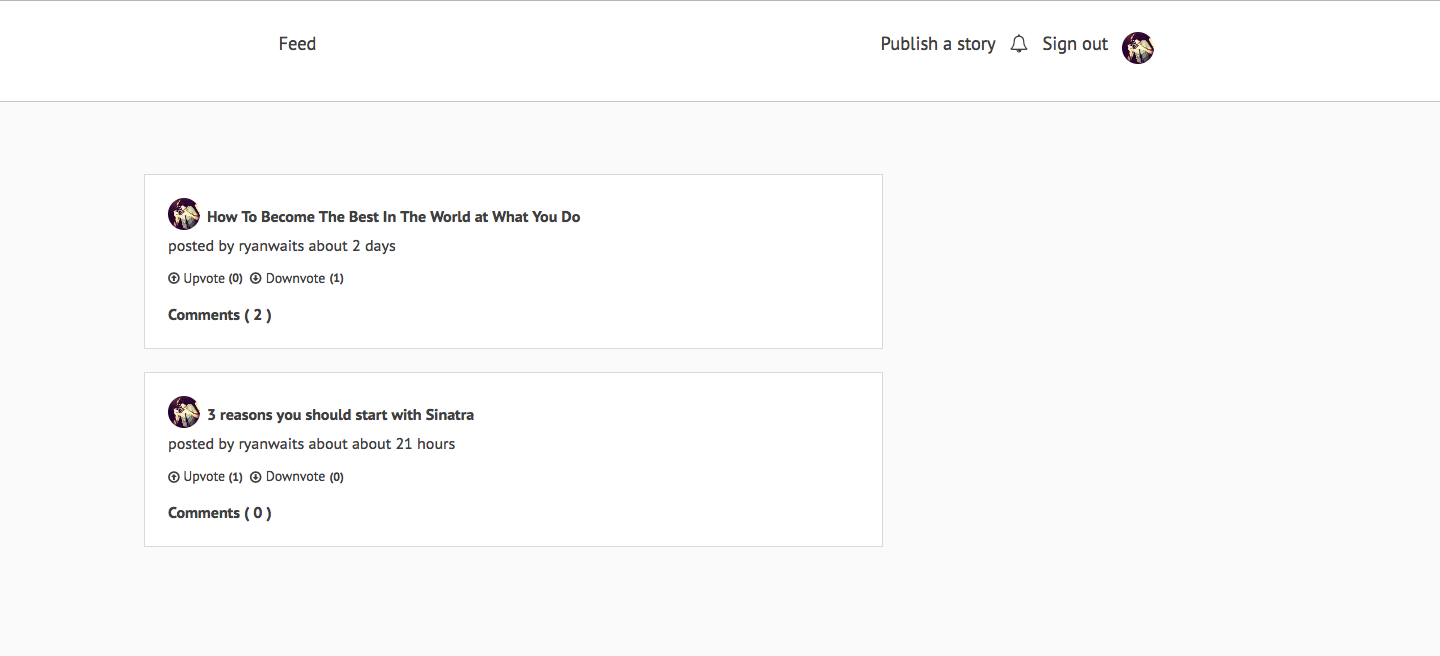 Feed
Publish a story Sign out
How To Become The Best In The World at What You Do
posted by ryanwaits about 2 days
Upvote (0) Downvote (1)
Comments ( 2 )
3 reasons you should start with Sinatra
posted by ryanwaits about about 21 hours
Upvote (1) Downvote (0)
Comments ( 0 )